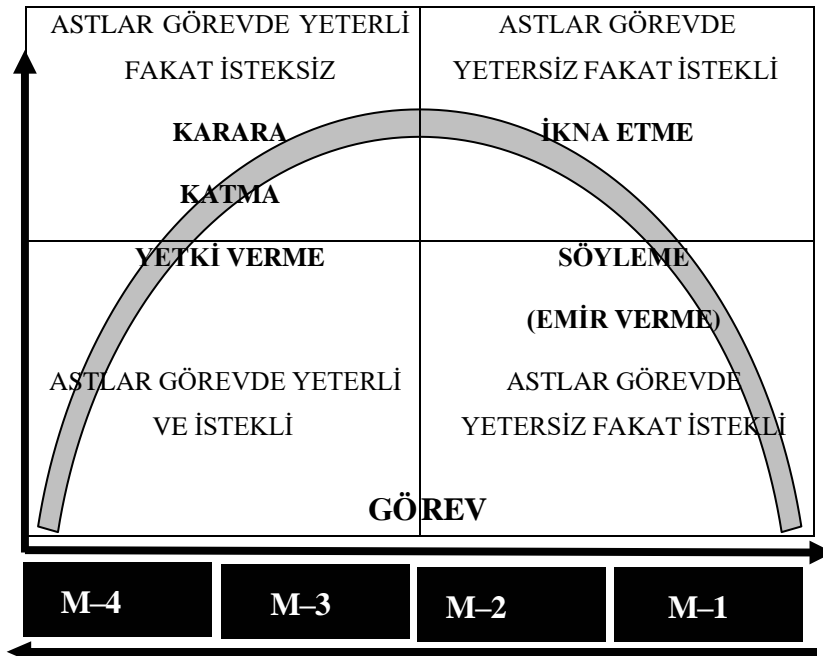 ASTLAR GÖREVDE YETERLİ
FAKAT İSTEKSİZ
KARARA
KATMA
ASTLAR GÖREVDE
YETERSİZ FAKAT İSTEKLİ
İKNA ETME
YETKİ VERME
ASTLAR GÖREVDE YETERLİ
VE İSTEKLİ
SÖYLEME
(EMİR VERME)
ASTLAR GÖREVDE
YETERSİZ FAKAT İSTEKLİ
GÖREV
M–4
M–3
M–2
M–1